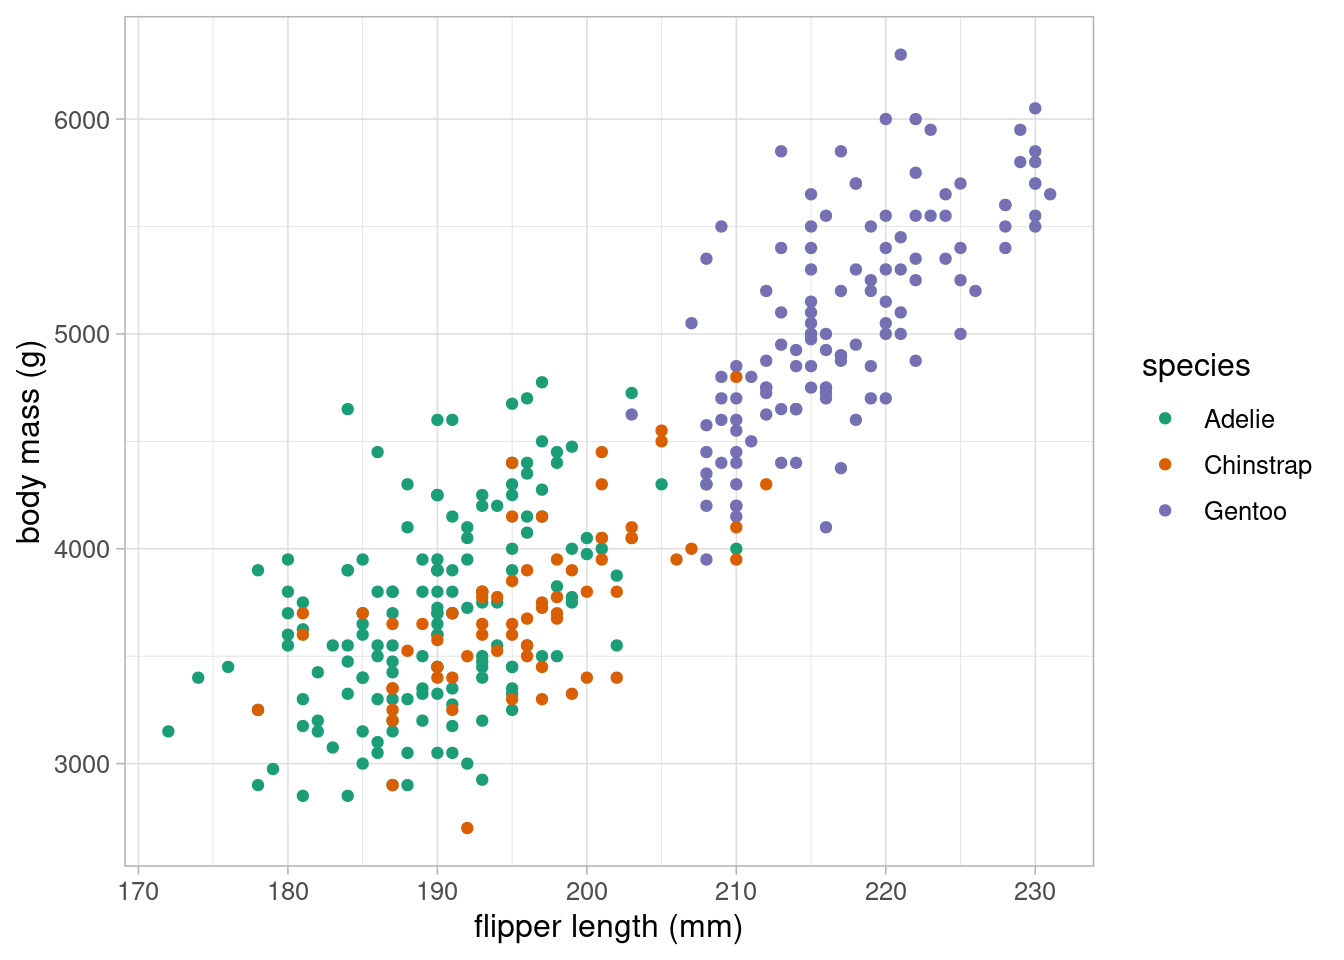 6000
5000
4000
3000
body mass (g)
170 180 190 200 210 220 230
flipper length (mm)
species
Adelie
Chinstrap
Gentoo